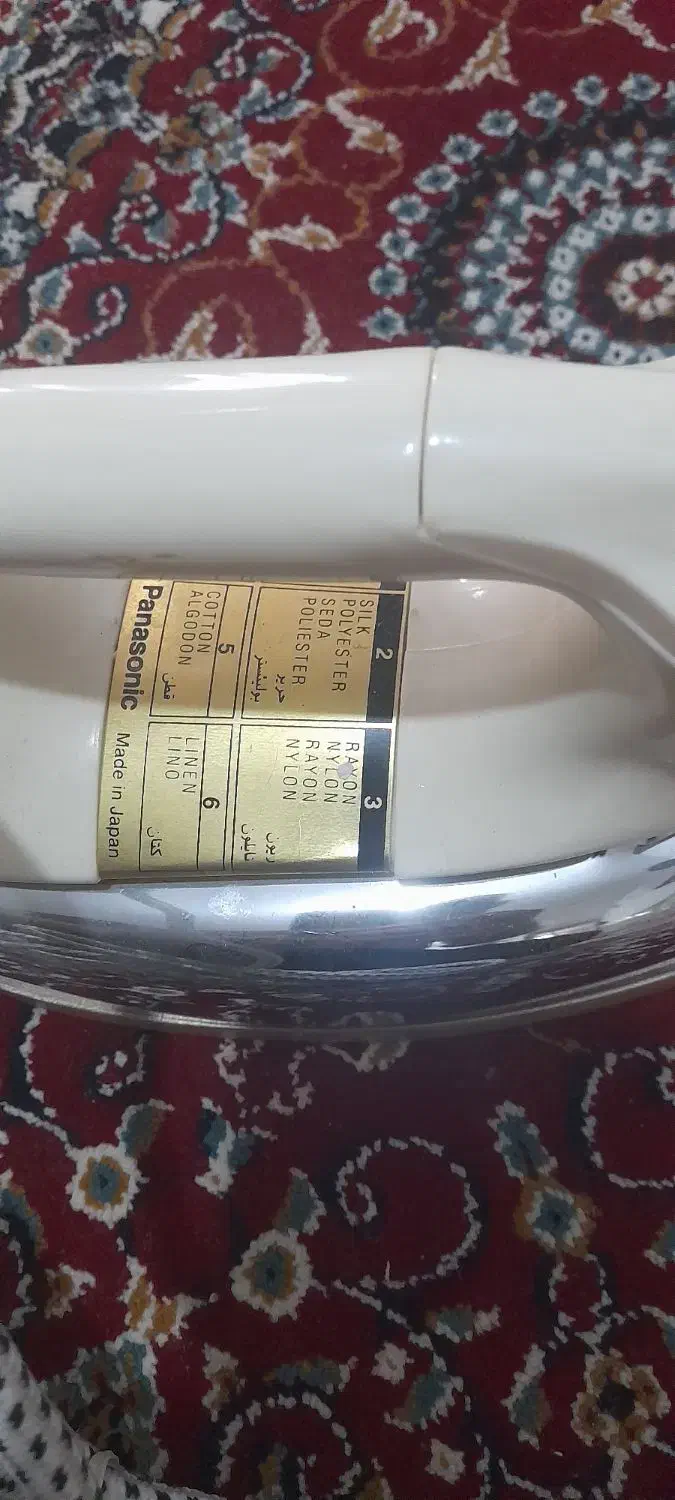 2
SILK
POLYESTER
SEDA
POLIESTER
حرير
بوليستر
3
RAYON
NYLON
RAYON
NYLON
ريون
نايلون
5
COTTON
ALGODON
قطن
6
LINEN
LINO
كتان
Panasonic Made in Japan